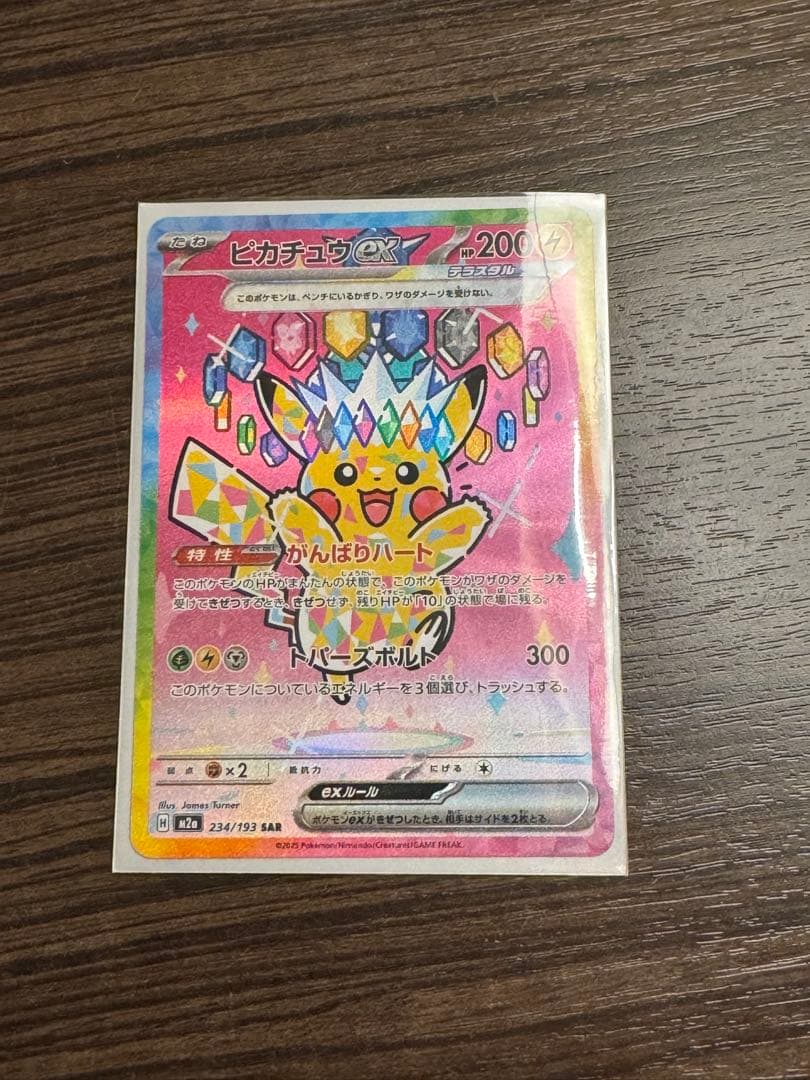 たね ピカチュウex HP200
テラスタル
このポケモンは、ベンチにいるかぎり、ワザのダメージを受けない。
特性 がんばりハート
このポケモンのHPがまんたんの状態で、このポケモンがワザのダメージを
受けてきぜつするとき、きぜつせず、残りHPが「10」の状態で場に残る。
トパーズボルト 300
このポケモンについているエネルギーを3個選び、トラッシュする。
弱点 ×2 抵抗力 にげる
exルール
ポケモンexがきぜつしたとき、相手はサイドを2枚とる。
Illus. James Turner
H M2a 234/193 SAR
©2025 Pokémon/Nintendo/Creatures/GAME FREAK.